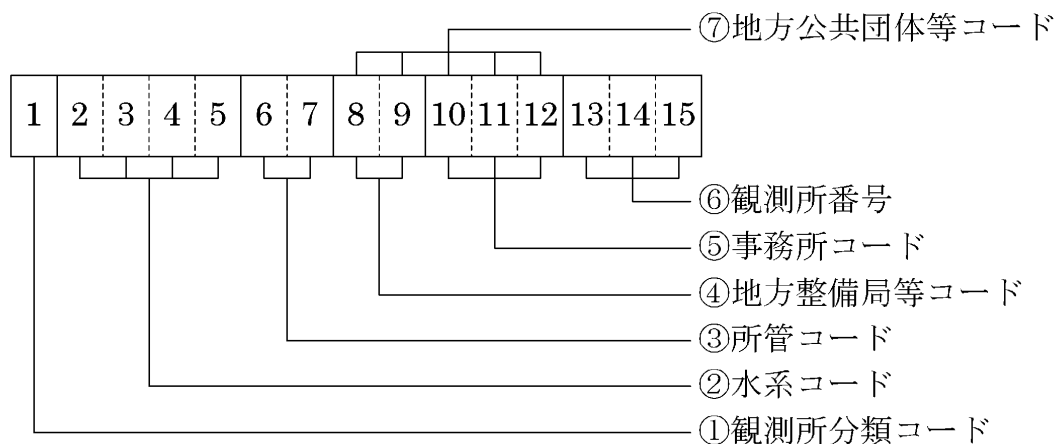 ⑦地方公共団体等コード
1 2 3 4 5 6 7 8 9 10 11 12 13 14 15
⑥観測所番号
⑤事務所コード
④地方整備局等コード
③所管コード
②水系コード
①観測所分類コード